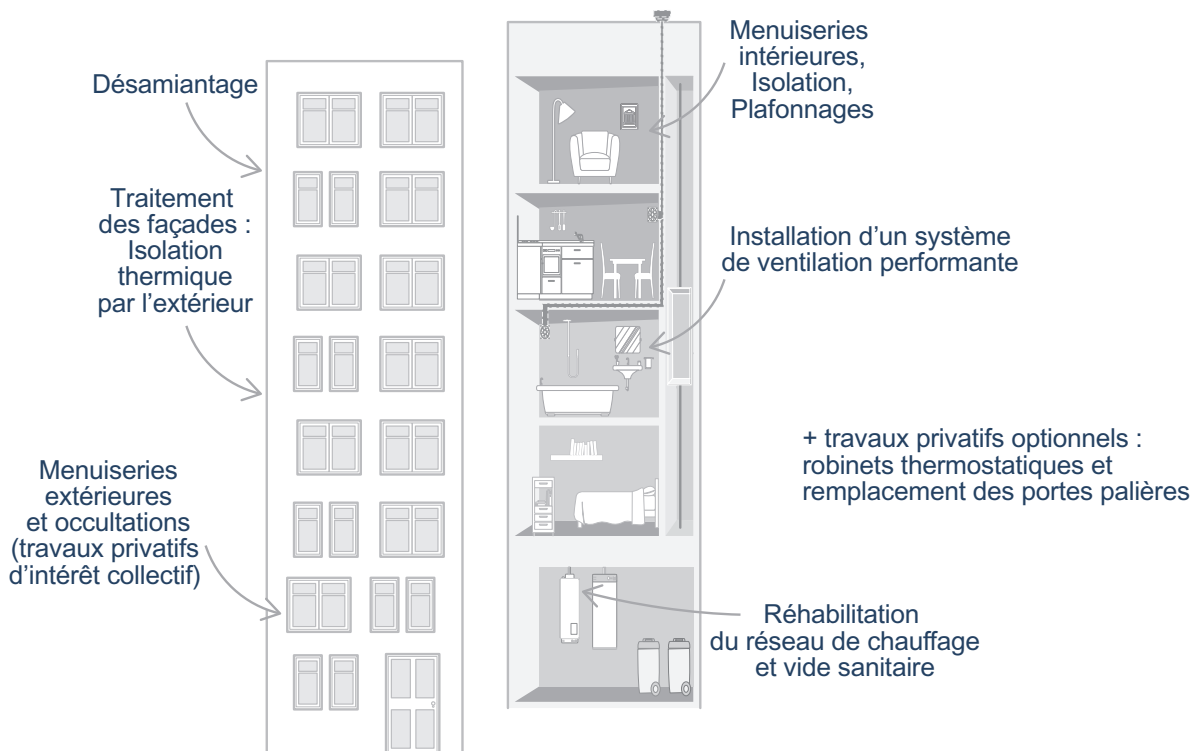 Désamiantage
Traitement
des façades :
Isolation
thermique
par l’extérieur
Menuiseries
extérieures
et occultations
(travaux privatifs
d’intérêt collectif)
Menuiseries
intérieures,
Isolation,
Plafonnages
Installation d’un système
de ventilation performante
+ travaux privatifs optionnels :
robinets thermostatiques et
remplacement des portes palières
Réhabilitation
du réseau de chauffage
et vide sanitaire